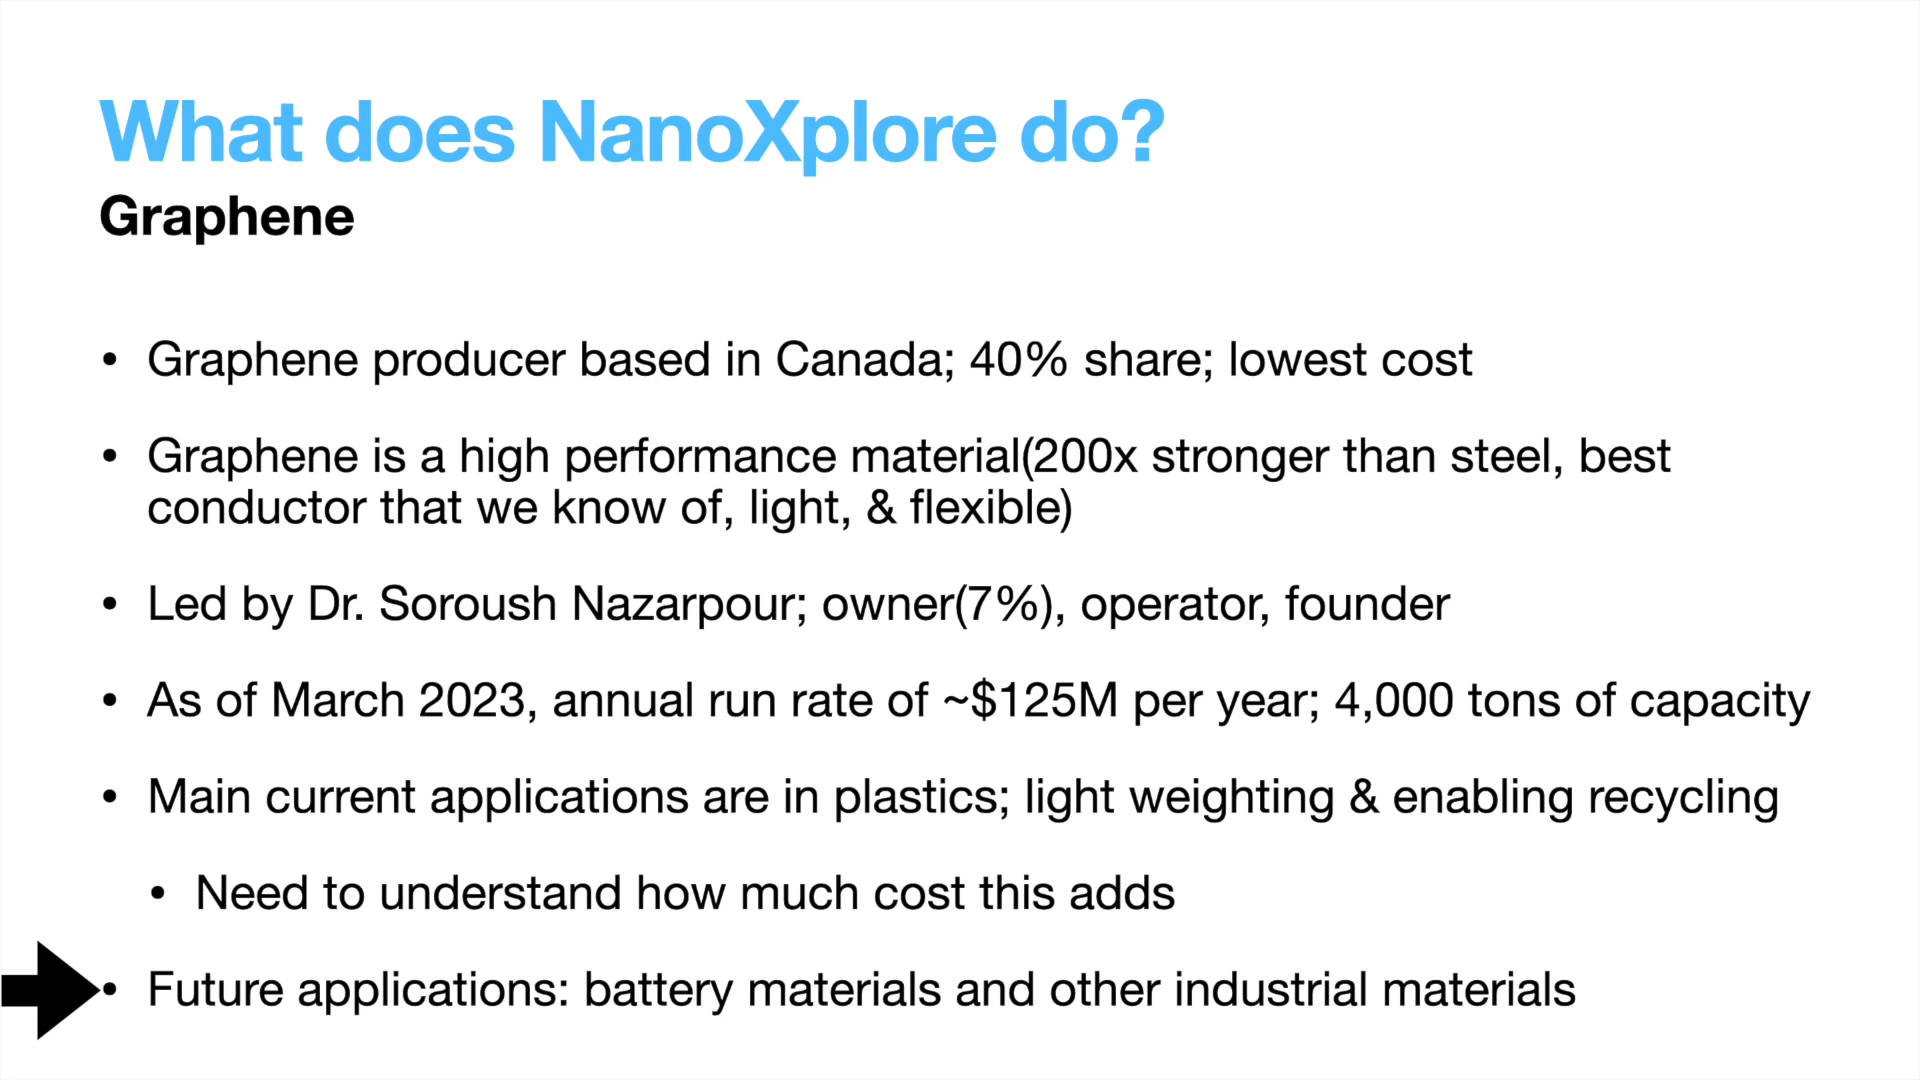 What does NanoXplore do?
Graphene
• Graphene producer based in Canada; 40% share; lowest cost
• Graphene is a high performance material(200x stronger than steel, best
conductor that we know of, light, & flexible)
• Led by Dr. Soroush Nazarpour; owner(7%), operator, founder
• As of March 2023, annual run rate of ~$125M per year; 4,000 tons of capacity
• Main current applications are in plastics; light weighting & enabling recycling
• Need to understand how much cost this adds
• Future applications: battery materials and other industrial materials